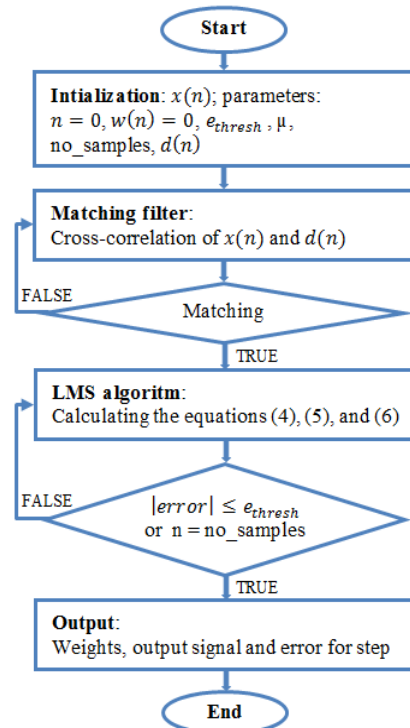 Start
Intialization: x(n); parameters:
n = 0, w(n) = 0, e_thresh , μ,
no_samples, d(n)
Matching filter:
Cross-correlation of x(n) and d(n)
FALSE
Matching
TRUE
LMS algoritm:
Calculating the equations (4), (5), and (6)
FALSE
|error| ≤ e_thresh
or n = no_samples
TRUE
Output:
Weights, output signal and error for step
End